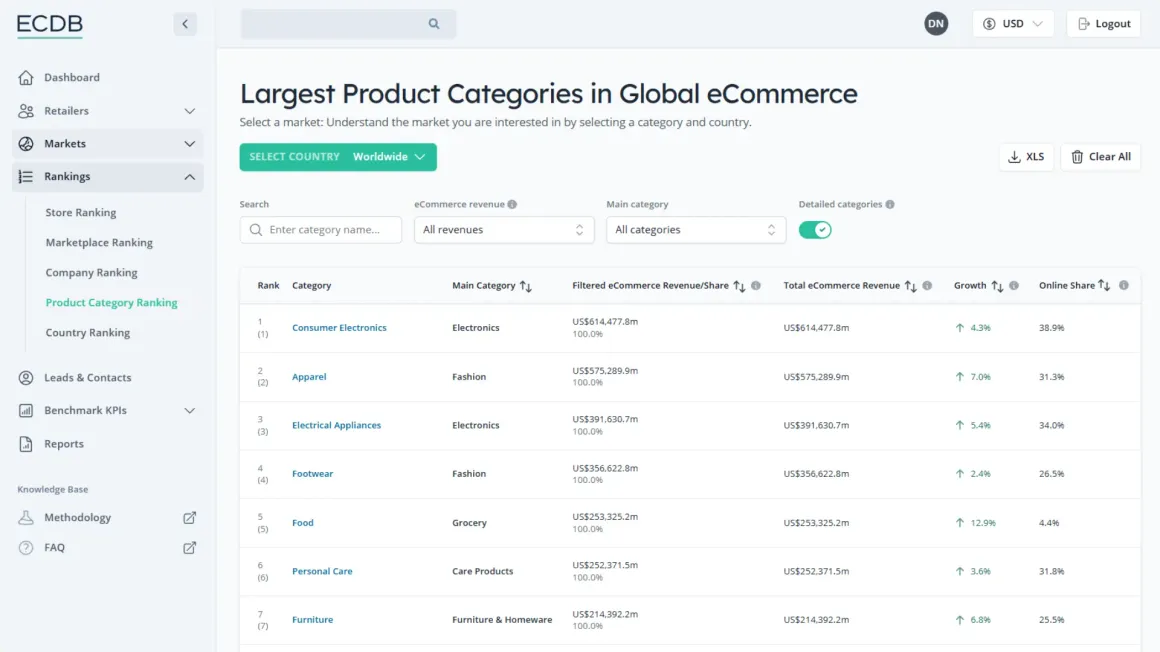 ECDB
DN
USD
Logout
Dashboard
Retailers
Markets
Rankings
Store Ranking
Marketplace Ranking
Company Ranking
Product Category Ranking
Country Ranking
Leads & Contacts
Benchmark KPIs
Reports
Knowledge Base
Methodology
FAQ
Largest Product Categories in Global eCommerce
Select a market: Understand the market you are interested in by selecting a category and country.
SELECT COUNTRY Worldwide
XLS
Clear All
Search
eCommerce revenue
Main category
Detailed categories
Enter category name...
All revenues
All categories
Rank Category Main Category Filtered eCommerce Revenue/Share Total eCommerce Revenue Growth Online Share
1 Consumer Electronics Electronics US$614,477.8m US$614,477.8m 4.3% 38.9%
(1) 100.0%
2 Apparel Fashion US$575,289.9m US$575,289.9m 7.0% 31.3%
(2) 100.0%
3 Electrical Appliances Electronics US$391,630.7m US$391,630.7m 5.4% 34.0%
(3) 100.0%
4 Footwear Fashion US$356,622.8m US$356,622.8m 2.4% 26.5%
(4) 100.0%
5 Food Grocery US$253,325.2m US$253,325.2m 12.9% 4.4%
(5) 100.0%
6 Personal Care Care Products US$252,371.5m US$252,371.5m 3.6% 31.8%
(6) 100.0%
7 Furniture Furniture & Homeware US$214,392.2m US$214,392.2m 6.8% 25.5%
(7) 100.0%